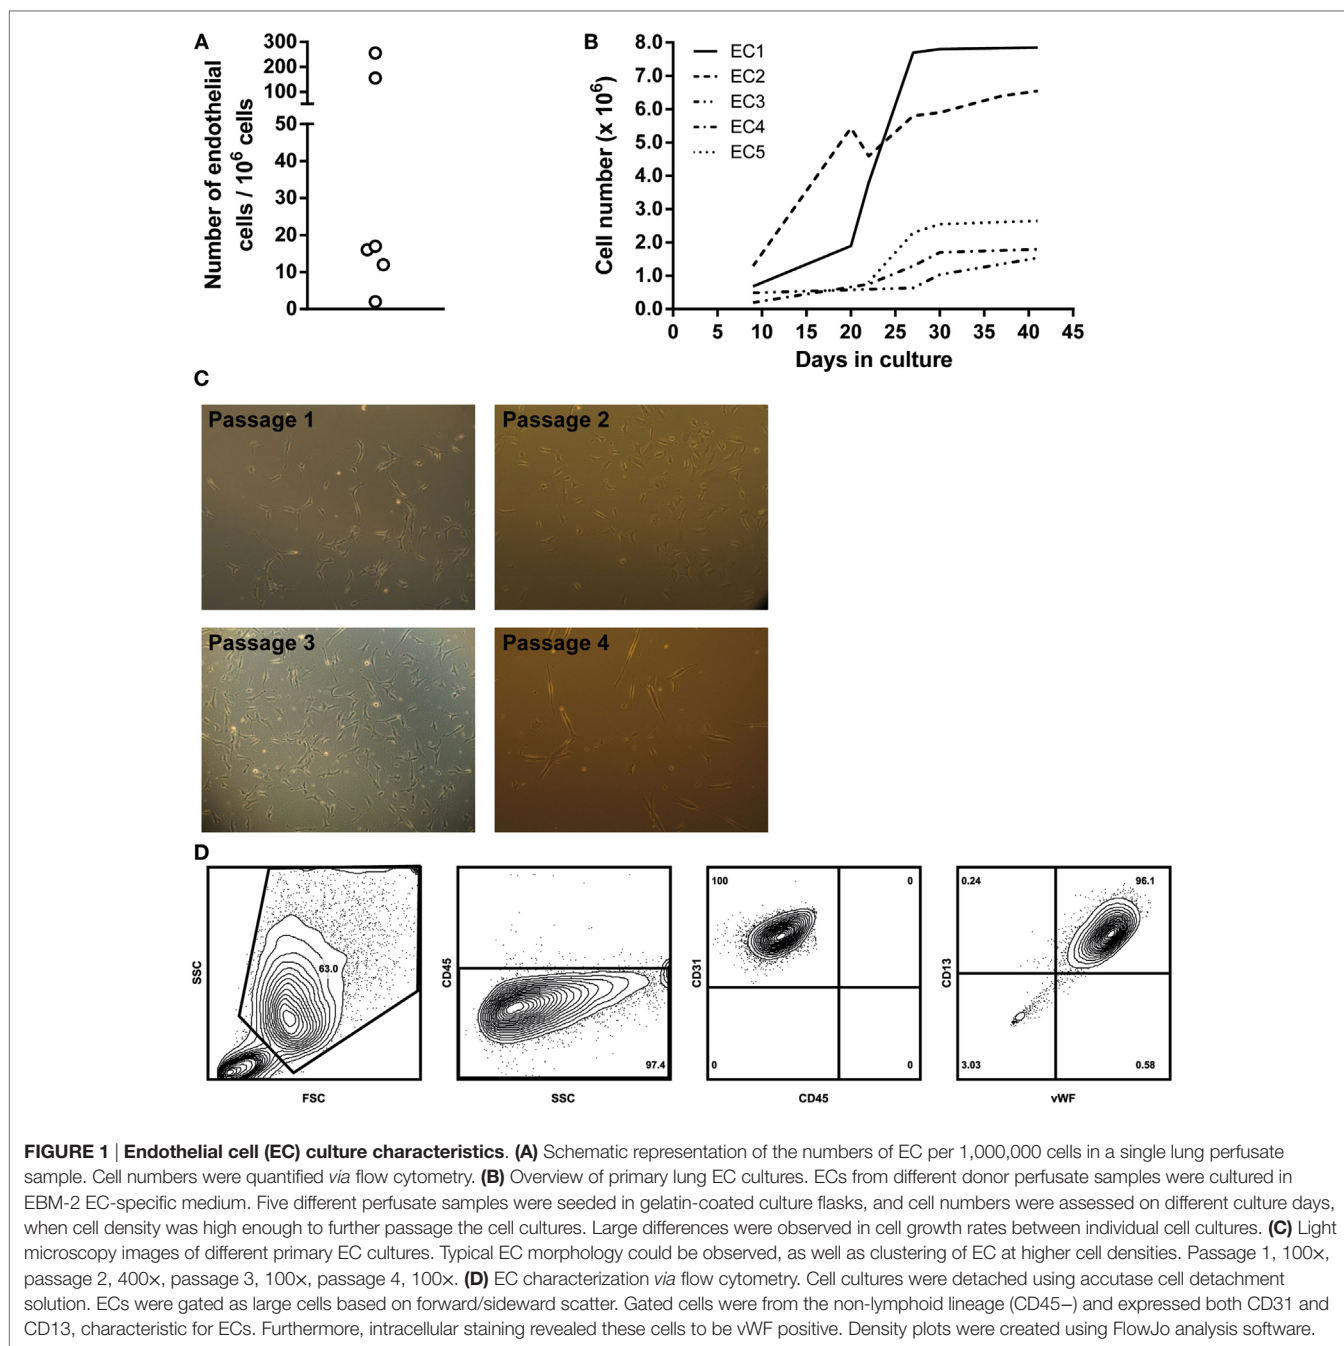 A
Number of endothelial
cells / 10⁶ cells
300
200
100
50
40
30
20
10
0
B
Cell number (x 10⁶)
8.0
7.0
6.0
5.0
4.0
3.0
2.0
1.0
0.0
EC1
EC2
EC3
EC4
EC5
0 5 10 15 20 25 30 35 40 45
Days in culture
C
Passage 1
Passage 2
Passage 3
Passage 4
D
SSC
63.0
FSC
CD45
97.4
SSC
CD31
100 0
0 0
CD45
CD13
0.24 96.1
3.03 0.58
vWF
FIGURE 1 | Endothelial cell (EC) culture characteristics. (A) Schematic representation of the numbers of EC per 1,000,000 cells in a single lung perfusate
sample. Cell numbers were quantified via flow cytometry. (B) Overview of primary lung EC cultures. ECs from different donor perfusate samples were cultured in
EBM-2 EC-specific medium. Five different perfusate samples were seeded in gelatin-coated culture flasks, and cell numbers were assessed on different culture days,
when cell density was high enough to further passage the cell cultures. Large differences were observed in cell growth rates between individual cell cultures. (C) Light
microscopy images of different primary EC cultures. Typical EC morphology could be observed, as well as clustering of EC at higher cell densities. Passage 1, 100×,
passage 2, 400×, passage 3, 100×, passage 4, 100×. (D) EC characterization via flow cytometry. Cell cultures were detached using accutase cell detachment
solution. ECs were gated as large cells based on forward/sideward scatter. Gated cells were from the non-lymphoid lineage (CD45−) and expressed both CD31 and
CD13, characteristic for ECs. Furthermore, intracellular staining revealed these cells to be vWF positive. Density plots were created using FlowJo analysis software.